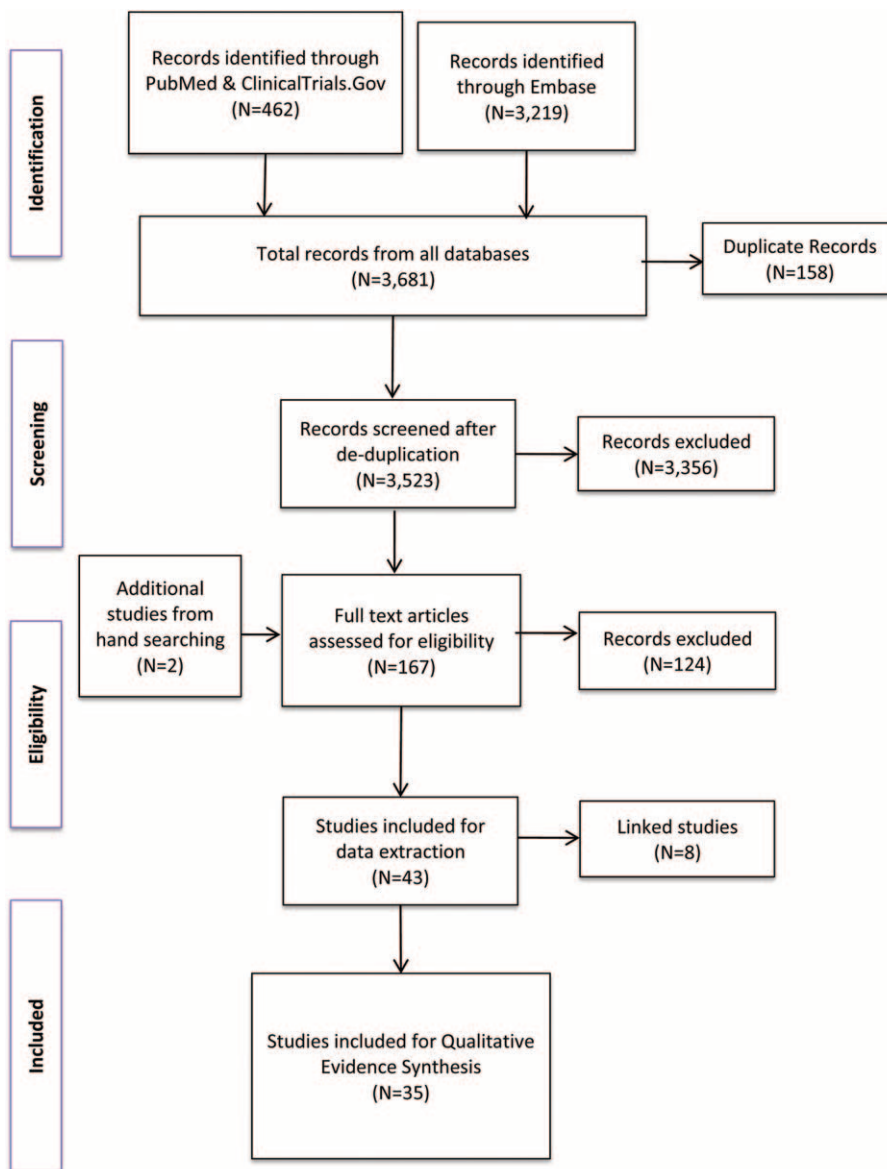 Identification
Records identified through
PubMed & ClinicalTrials.Gov
(N=462)
Records identified
through Embase
(N=3,219)
Total records from all databases
(N=3,681)
Duplicate Records
(N=158)
Screening
Records screened after
de-duplication
(N=3,523)
Records excluded
(N=3,356)
Eligibility
Additional
studies from
hand searching
(N=2)
Full text articles
assessed for eligibility
(N=167)
Records excluded
(N=124)
Studies included for
data extraction
(N=43)
Linked studies
(N=8)
Included
Studies included for Qualitative
Evidence Synthesis
(N=35)